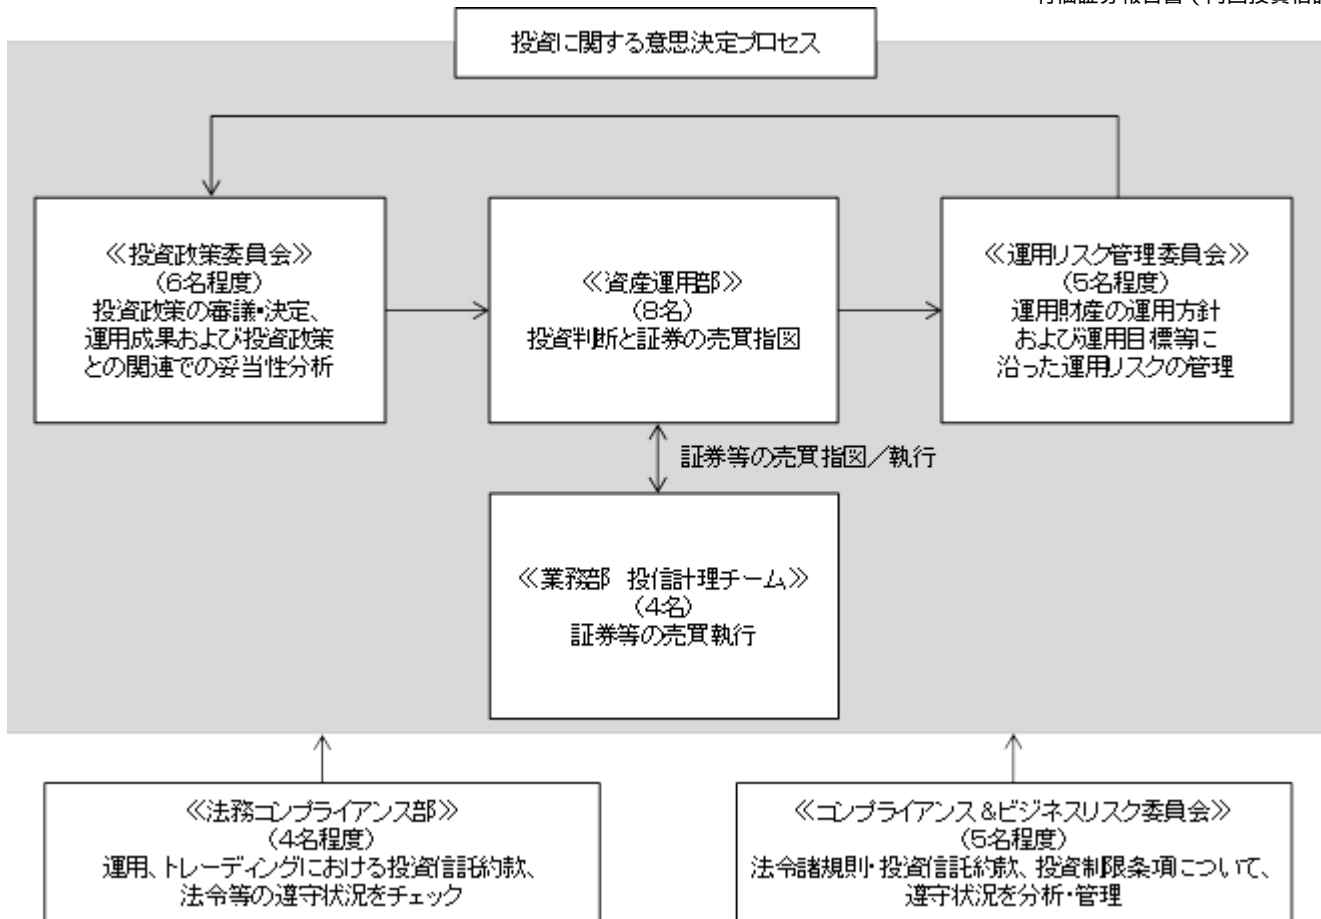 投資に関する意思決定プロセス
≪投資政策委員会≫
(6名程度)
投資政策の審議・決定、
運用成果および投資政策
との関連での妥当性分析
≪資産運用部≫
(8名)
投資判断と証券の売買指図
≪運用リスク管理委員会≫
(5名程度)
運用財産の運用方針
および運用目標等に
沿った運用リスクの管理
証券等の売買指図／執行
≪業務部 投信計理チーム≫
(4名)
証券等の売買執行
≪法務コンプライアンス部≫
(4名程度)
運用、トレーディングにおける投資信託約款、
法令等の遵守状況をチェック
≪コンプライアンス＆ビジネスリスク委員会≫
(5名程度)
法令諸規則・投資信託約款、投資制限条項について、
遵守状況を分析・管理